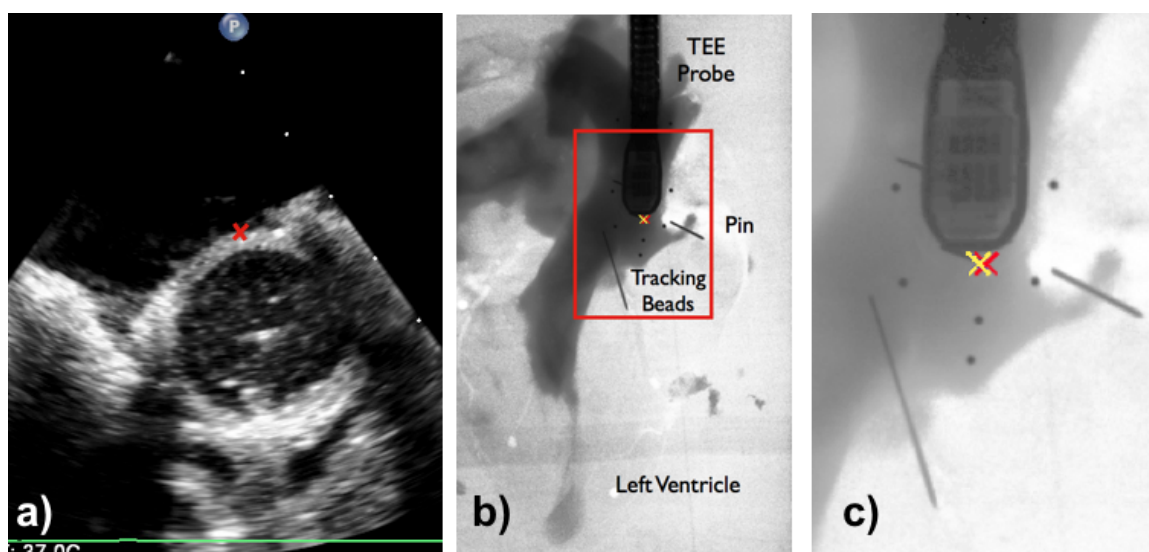 P
a)
: 37.0C
TEE
Probe
Pin
Tracking
Beads
Left Ventricle
b)
c)